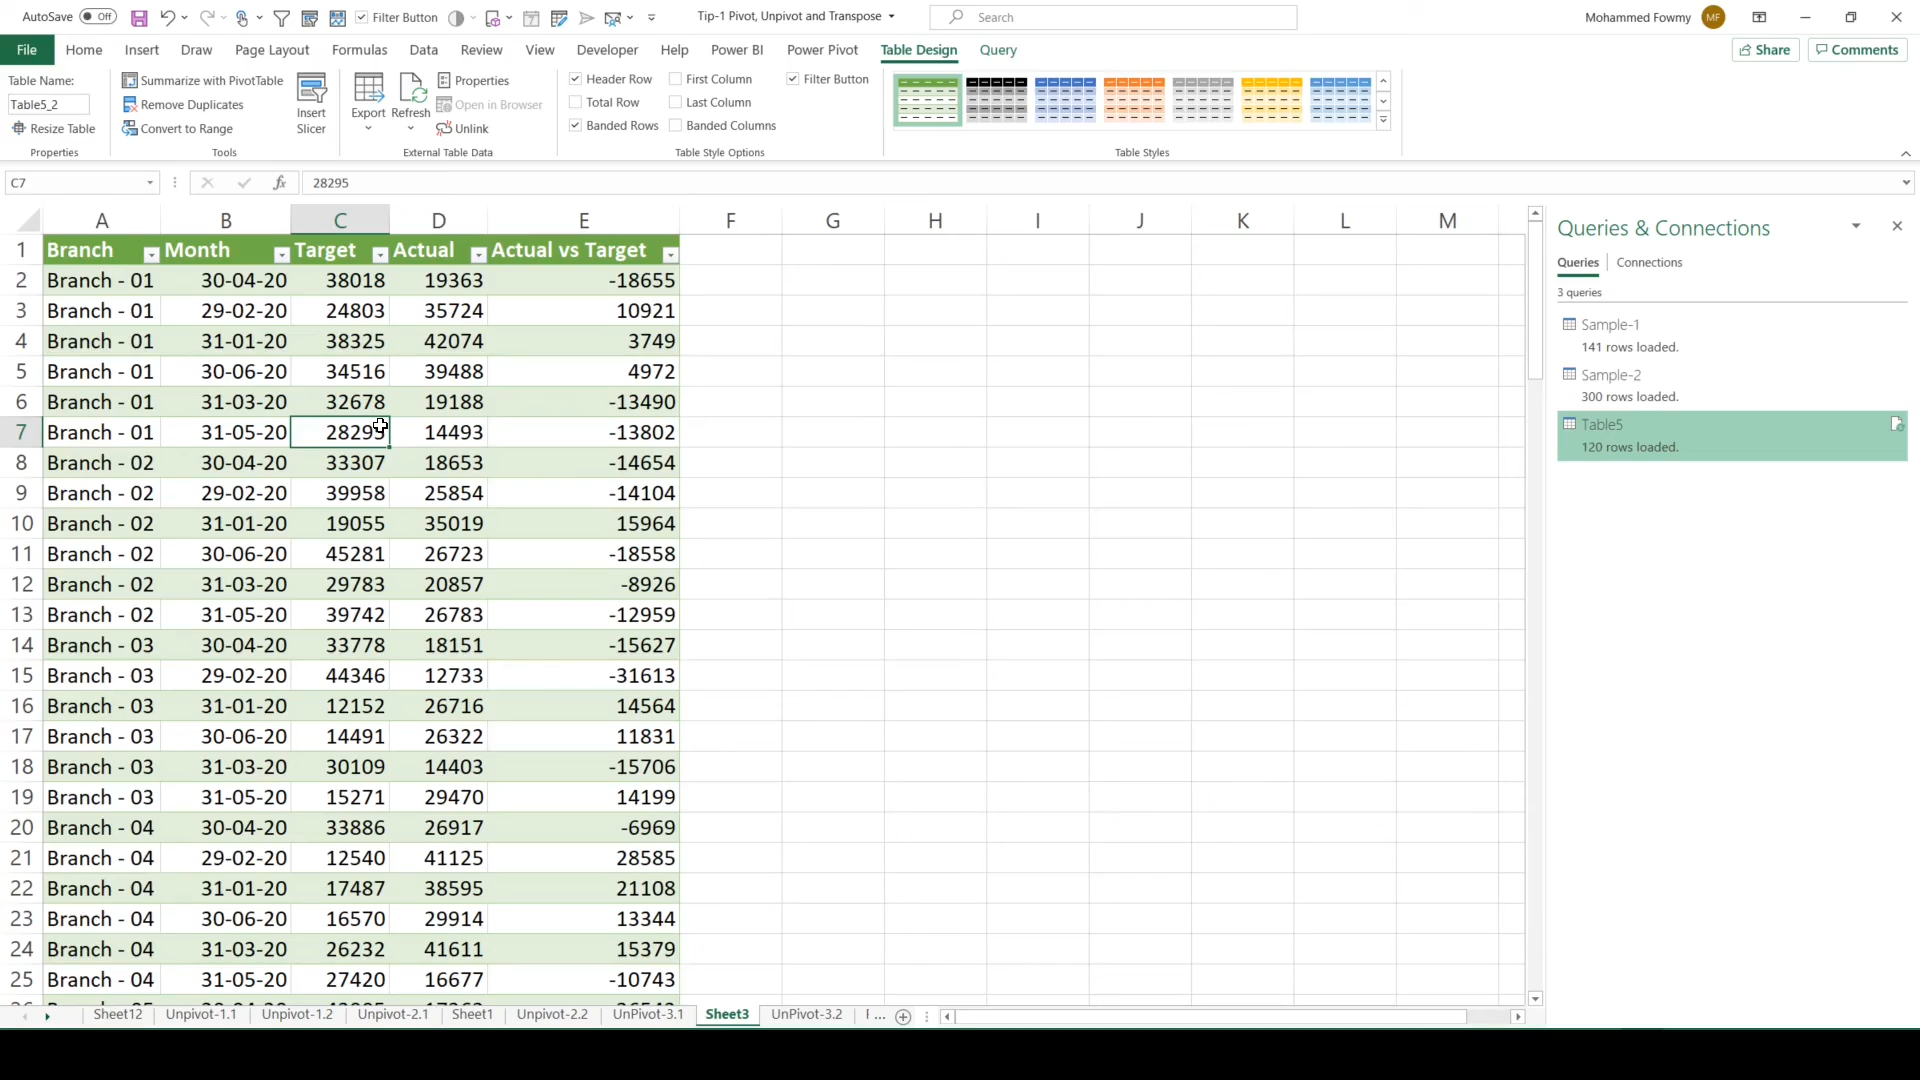 AutoSave Off Filter Button Tip-1 Pivot, Unpivot and Transpose Search Mohammed Fowmy MF
File Home Insert Draw Page Layout Formulas Data Review View Developer Help Power BI Power Pivot Table Design Query Share Comments
Table Name: Summarize with PivotTable Properties Header Row First Column Filter Button
Table5_2 Remove Duplicates Insert Slicer Export Refresh Open in Browser Total Row Last Column
Resize Table Convert to Range Unlink Banded Rows Banded Columns
Properties Tools External Table Data Table Style Options Table Styles
C7 fx 28295
A B C D E F G H I J K L M
1 Branch Month Target Actual Actual vs Target
2 Branch - 01 30-04-20 38018 19363 -18655
3 Branch - 01 29-02-20 24803 35724 10921
4 Branch - 01 31-01-20 38325 42074 3749
5 Branch - 01 30-06-20 34516 39488 4972
6 Branch - 01 31-03-20 32678 19188 -13490
7 Branch - 01 31-05-20 28295 14493 -13802
8 Branch - 02 30-04-20 33307 18653 -14654
9 Branch - 02 29-02-20 39958 25854 -14104
10 Branch - 02 31-01-20 19055 35019 15964
11 Branch - 02 30-06-20 45281 26723 -18558
12 Branch - 02 31-03-20 29783 20857 -8926
13 Branch - 02 31-05-20 39742 26783 -12959
14 Branch - 03 30-04-20 33778 18151 -15627
15 Branch - 03 29-02-20 44346 12733 -31613
16 Branch - 03 31-01-20 12152 26716 14564
17 Branch - 03 30-06-20 14491 26322 11831
18 Branch - 03 31-03-20 30109 14403 -15706
19 Branch - 03 31-05-20 15271 29470 14199
20 Branch - 04 30-04-20 33886 26917 -6969
21 Branch - 04 29-02-20 12540 41125 28585
22 Branch - 04 31-01-20 17487 38595 21108
23 Branch - 04 30-06-20 16570 29914 13344
24 Branch - 04 31-03-20 26232 41611 15379
25 Branch - 04 31-05-20 27420 16677 -10743
Sheet12 Unpivot-1.1 Unpivot-1.2 Unpivot-2.1 Sheet1 Unpivot-2.2 UnPivot-3.1 Sheet3 UnPivot-3.2 ...
Queries & Connections
Queries Connections
3 queries
Sample-1
141 rows loaded.
Sample-2
300 rows loaded.
Table5
120 rows loaded.